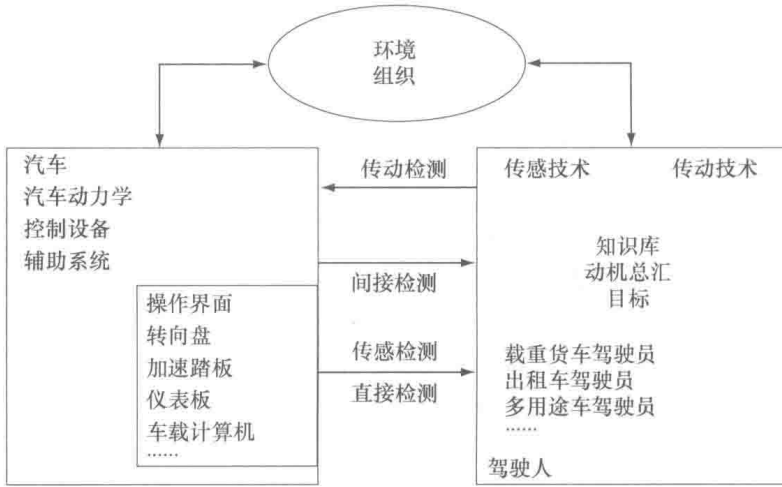 环境
组织
汽车
汽车动力学
控制设备
辅助系统
操作界面
转向盘
加速踏板
仪表板
车载计算机
······
传动检测
间接检测
传感检测
直接检测
传感技术 传动技术
知识库
动机总汇
目标
载重货车驾驶员
出租车驾驶员
多用途车驾驶员
······
驾驶人